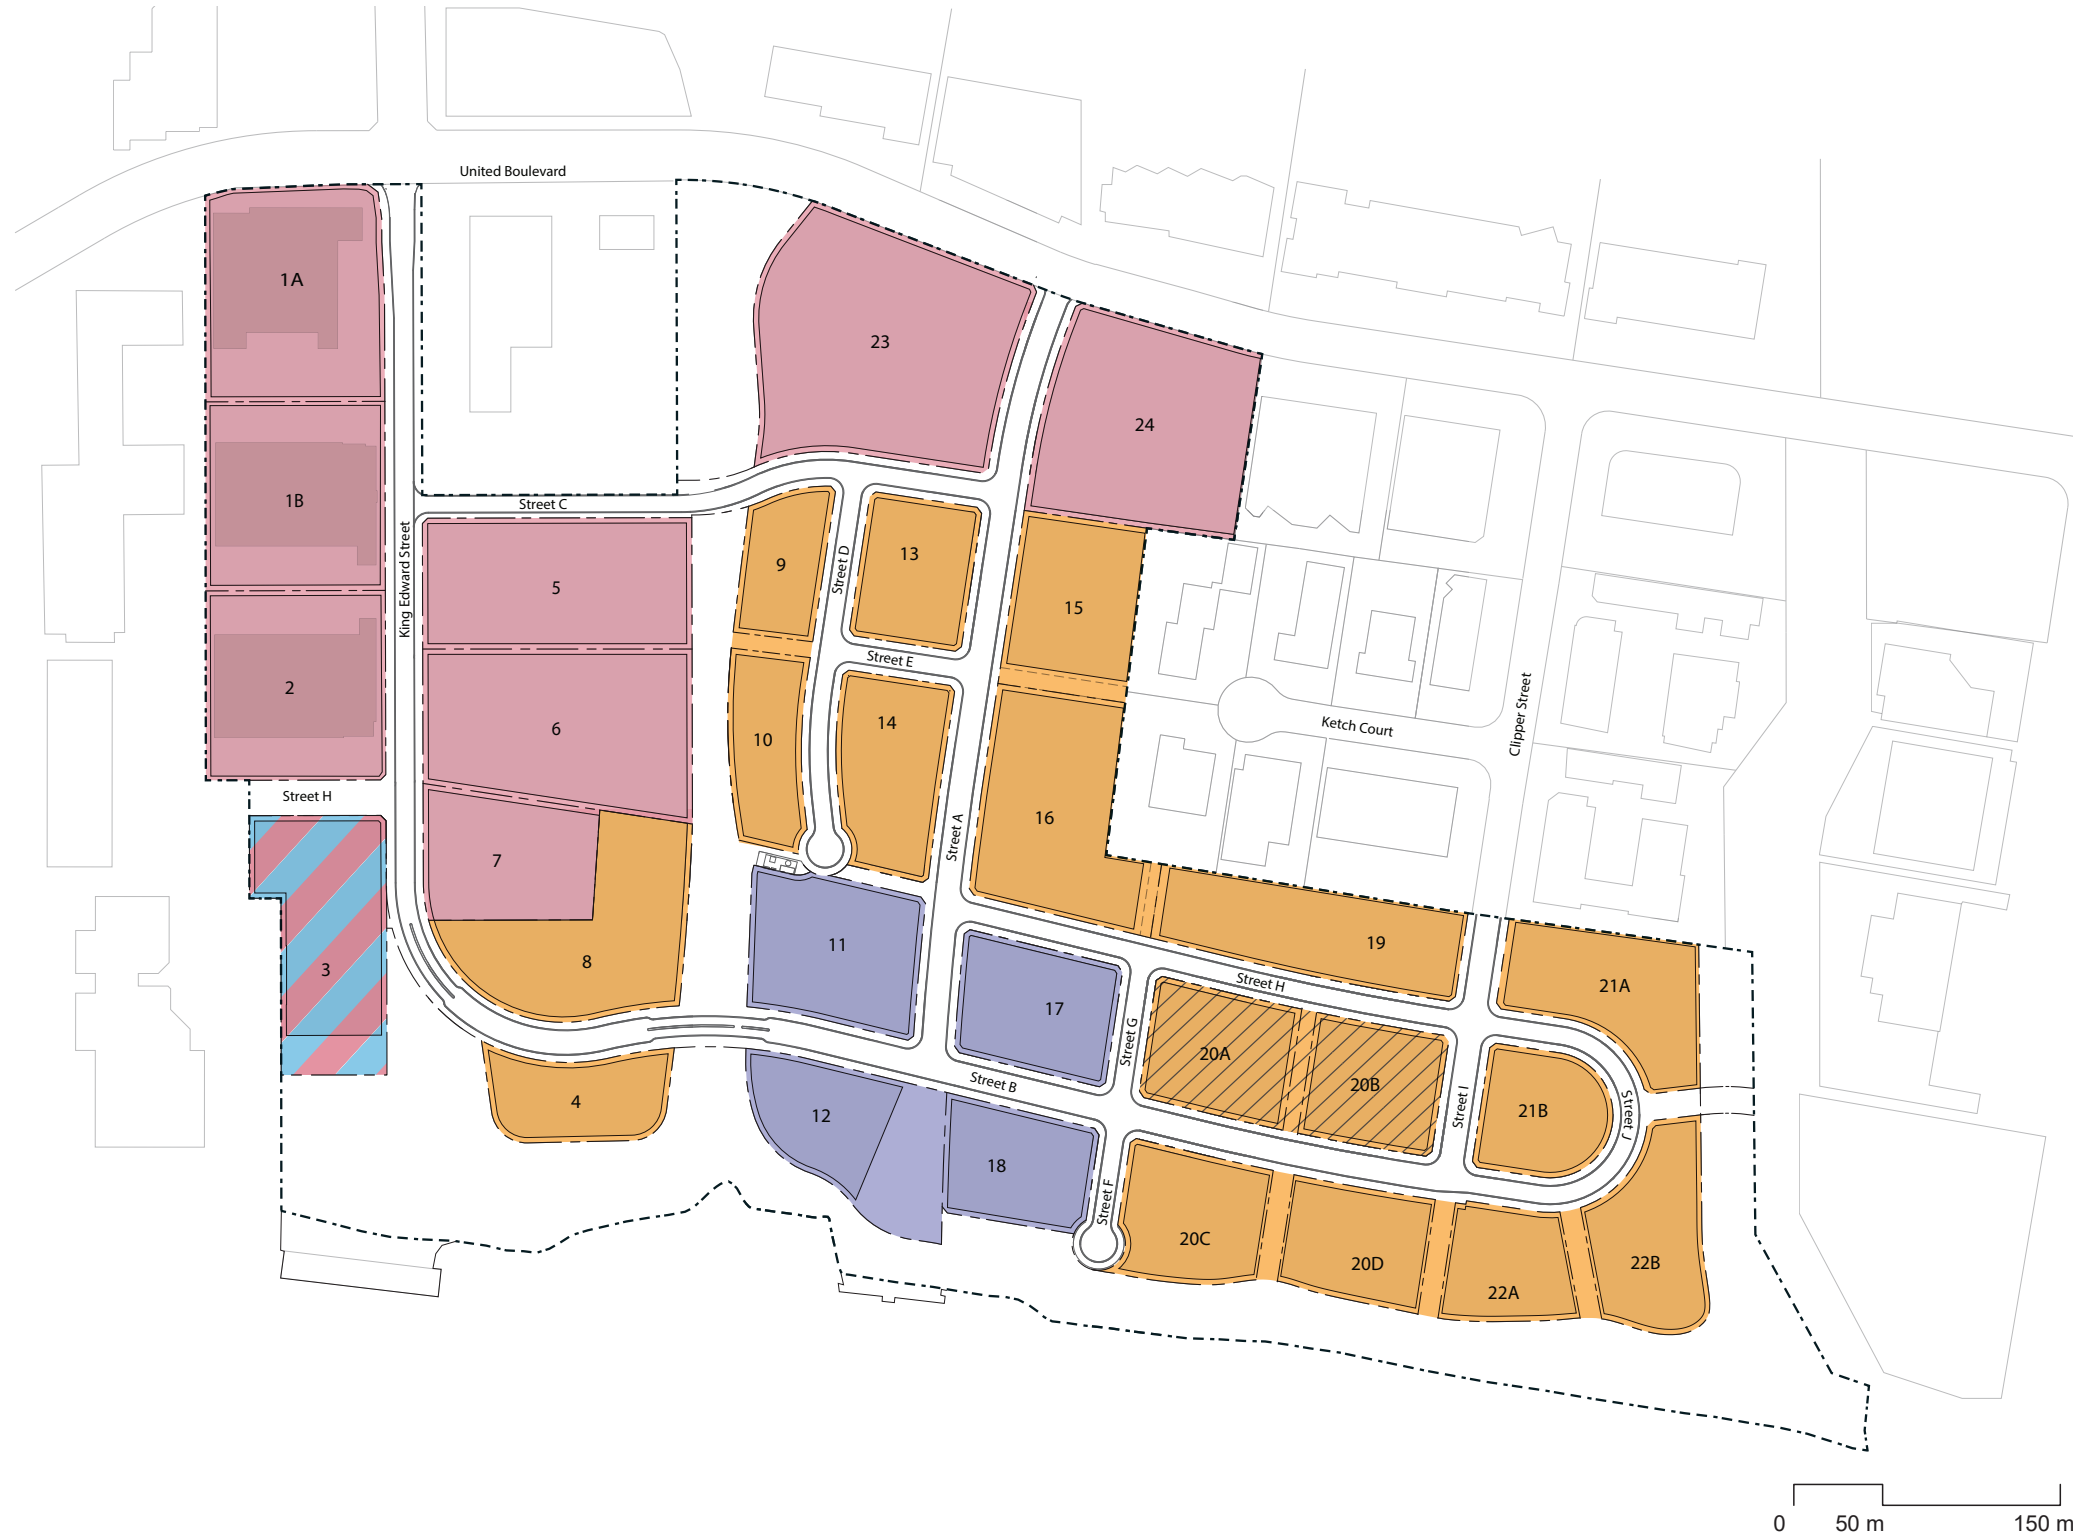 United Boulevard
1A
23
24
1B
Street C
King Edward Street
Street D
13
9
5
15
Street E
2
6
10
14
Ketch Court
Clipper Street
Street H
16
Street A
7
11
19
8
3
Street H
21A
17
Street G
20A
20B
Street B
4
12
Street I
21B
Street J
18
Street F
20C
20D
22A
22B
0 50 m 150 m